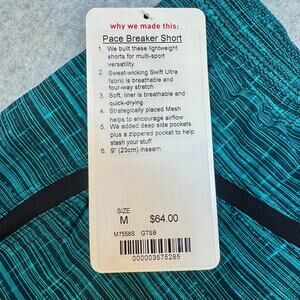 why we made this:
Pace Breaker Short
1. We built these lightweight
shorts for multi-sport
versatility
2. Sweat-wicking Swift Ultra
fabric is breathable and
four-way stretch
3. Soft, liner is breathable and
quick-drying
4. Strategically placed Mesh
helps to encourage airflow
5. We added deep side pockets
plus a zippered pocket to help
stash your stuff
6. 9" (23cm) inseam
SIZE
M $64.00
M7558S GTSB
000003575285